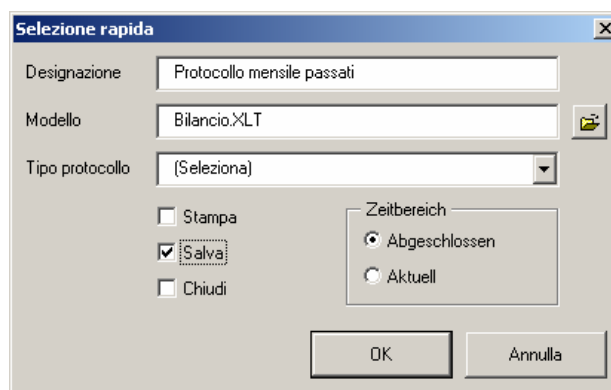 Selezione rapida
Designazione Protocollo mensile passati
Modello Bilancio.XLT
Tipo protocollo (Seleziona)
Stampa Zeitbereich
Salva Abgeschlossen
Chiudi Aktuell
OK Annulla